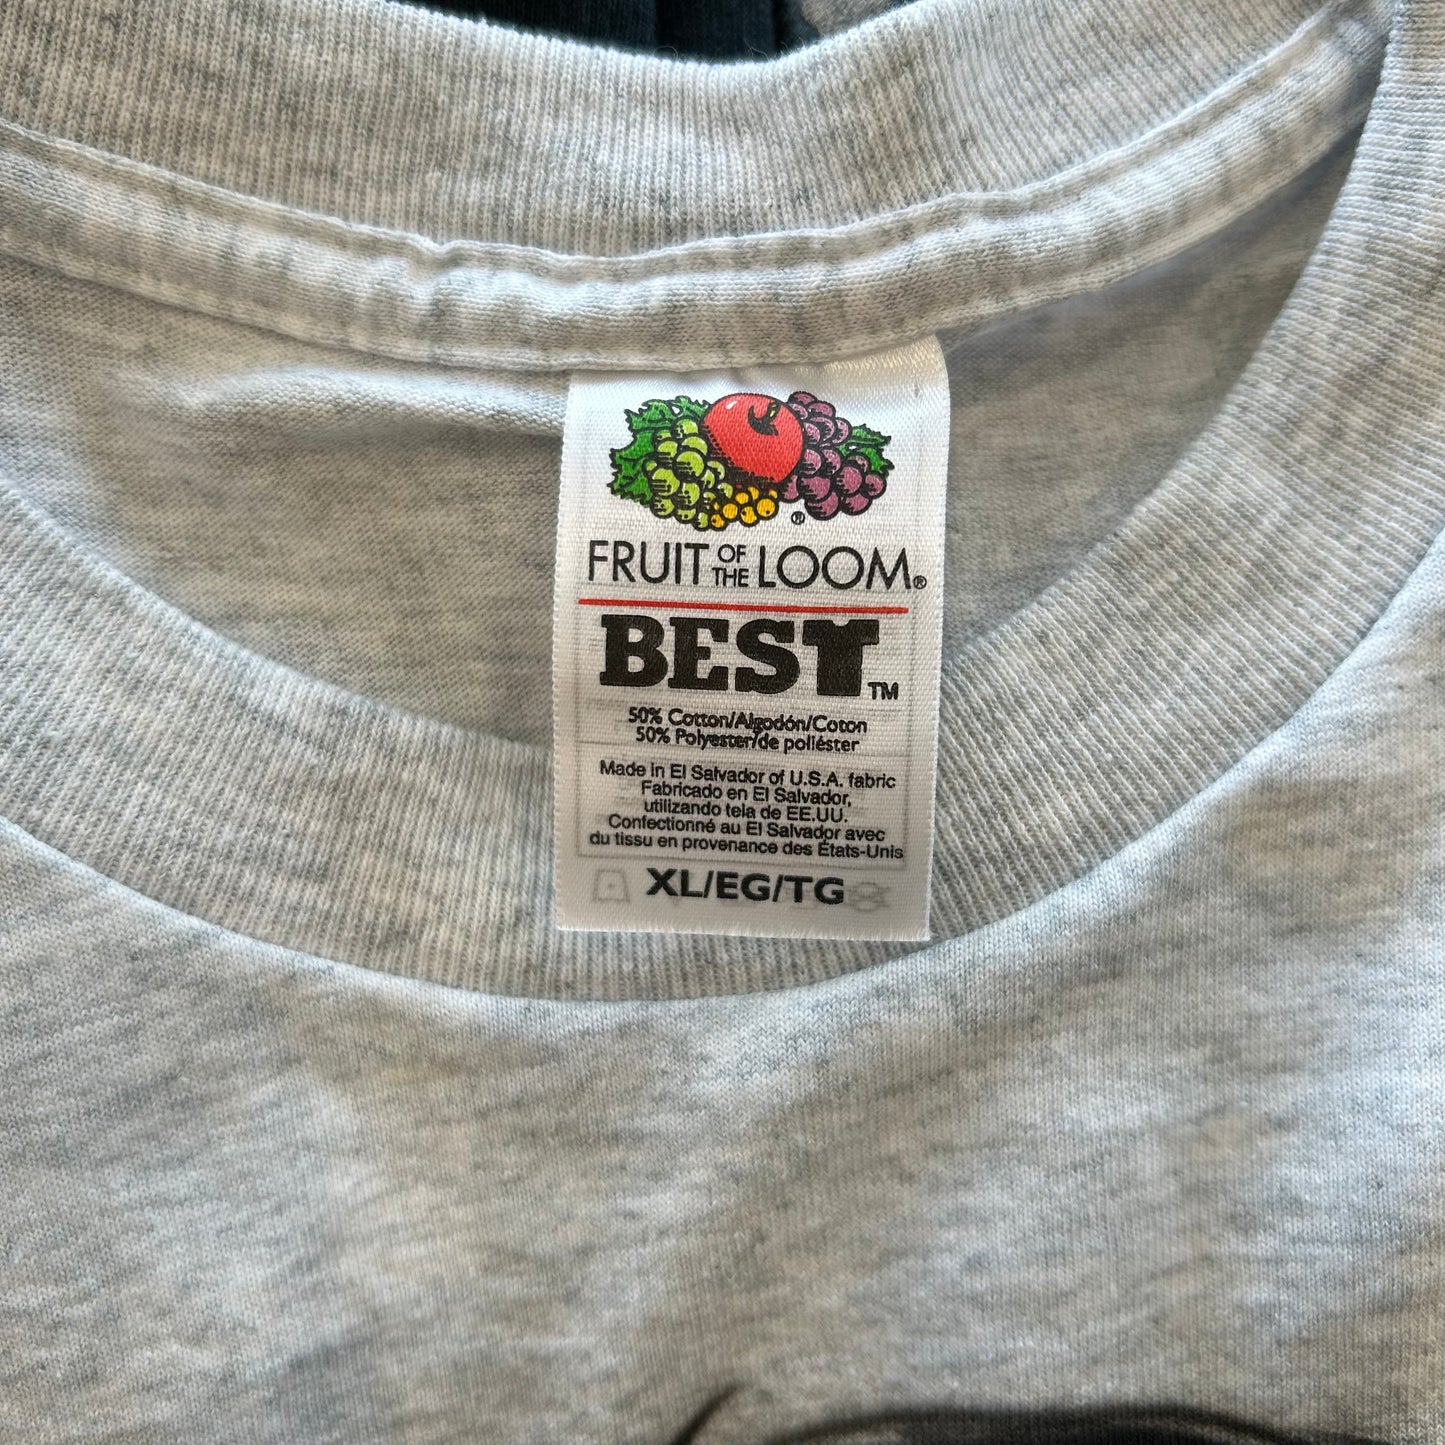 ®
FRUIT OF THE LOOM®
BEST™
50% Cotton/Algodón/Coton
50% Polyester/de poliéster
Made in El Salvador of U.S.A. fabric
Fabricado en El Salvador,
utilizando tela de EE.UU.
Confectionné au El Salvador avec
du tissu en provenance des États-Unis
XL/EG/TG